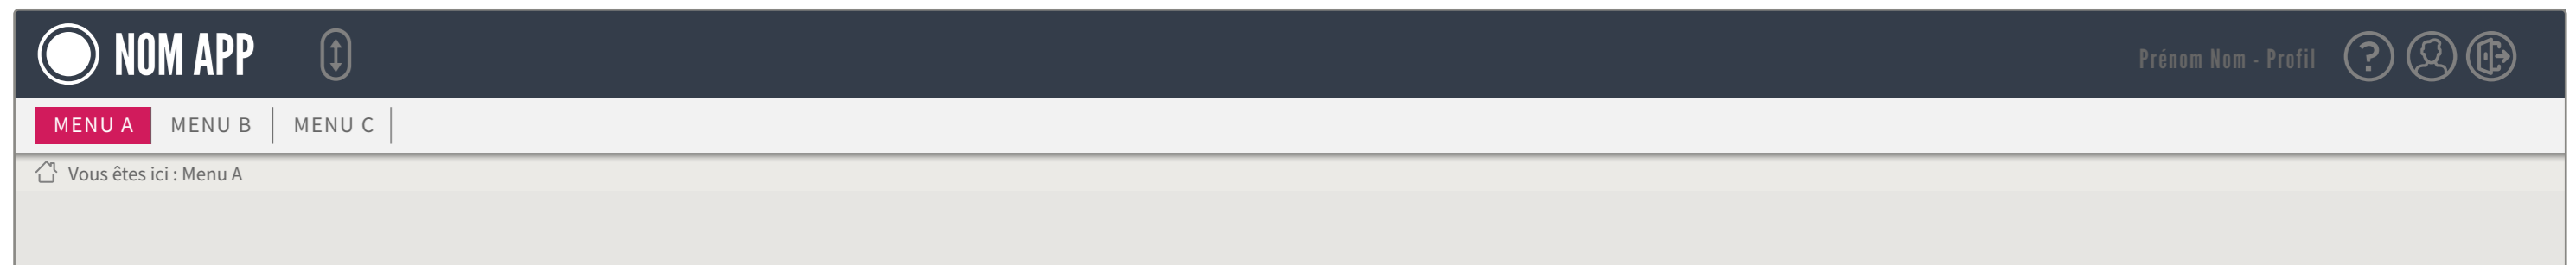 NOM APP
Prénom Nom - Profil
?
MENU A
MENU B
MENU C
Vous êtes ici : Menu A